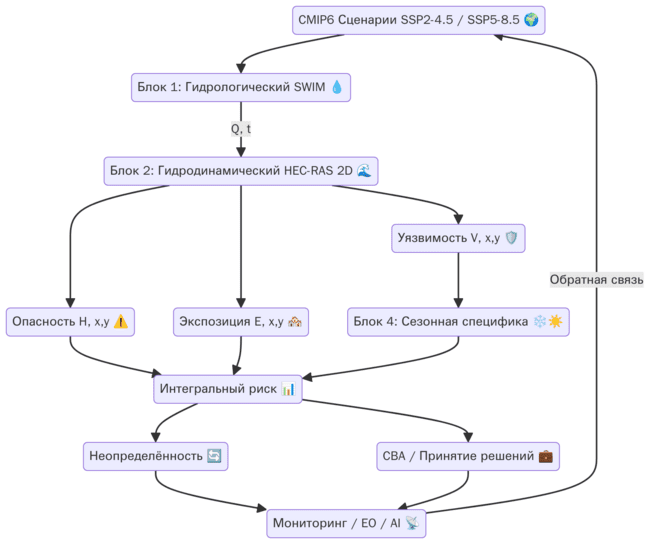 CMIP6 Сценарии SSP2-4.5 / SSP5-8.5 🌍
Блок 1: Гидрологический SWIM 💧
Q, t
Блок 2: Гидродинамический HEC-RAS 2D 🌊
Уязвимость V, x,y 🛡️
Обратная связь
Опасность H, x,y ⚠️
Экспозиция E, x,y 🏘️
Блок 4: Сезонная специфика ❄️☀️
Интегральный риск 📊
Неопределённость 🔄
CBA / Принятие решений 💼
Мониторинг / EO / AI 📡